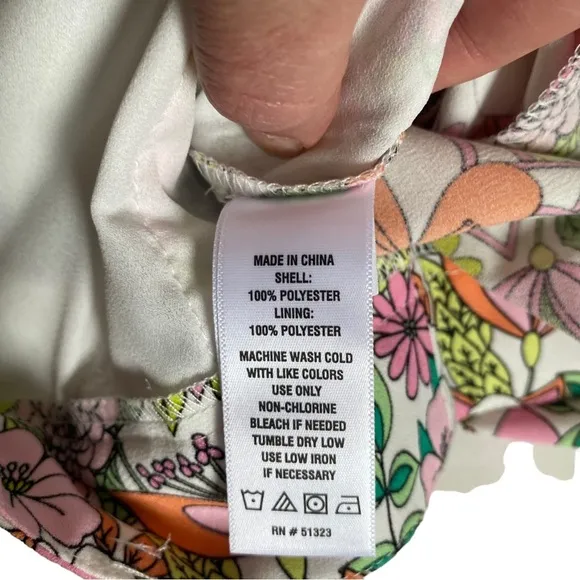 MADE IN CHINA
SHELL:
100% POLYESTER
LINING:
100% POLYESTER
MACHINE WASH COLD
WITH LIKE COLORS
USE ONLY
NON-CHLORINE
BLEACH IF NEEDED
TUMBLE DRY LOW
USE LOW IRON
IF NECESSARY
RN # 51323